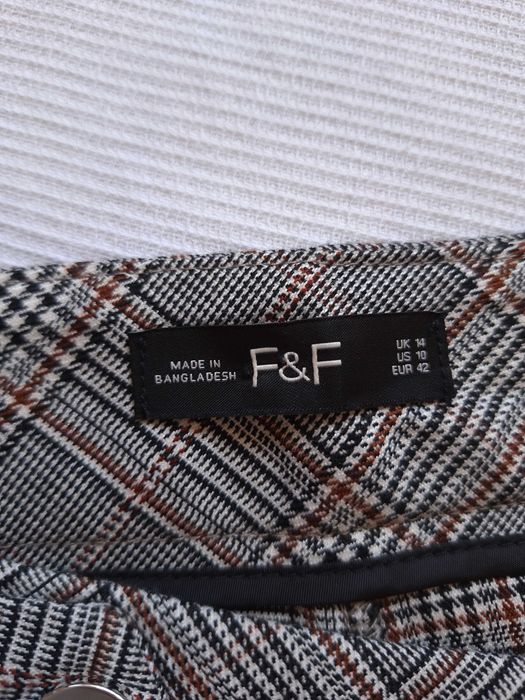 MADE IN
BANGLADESH
F&F
UK 14
US 10
EUR 42